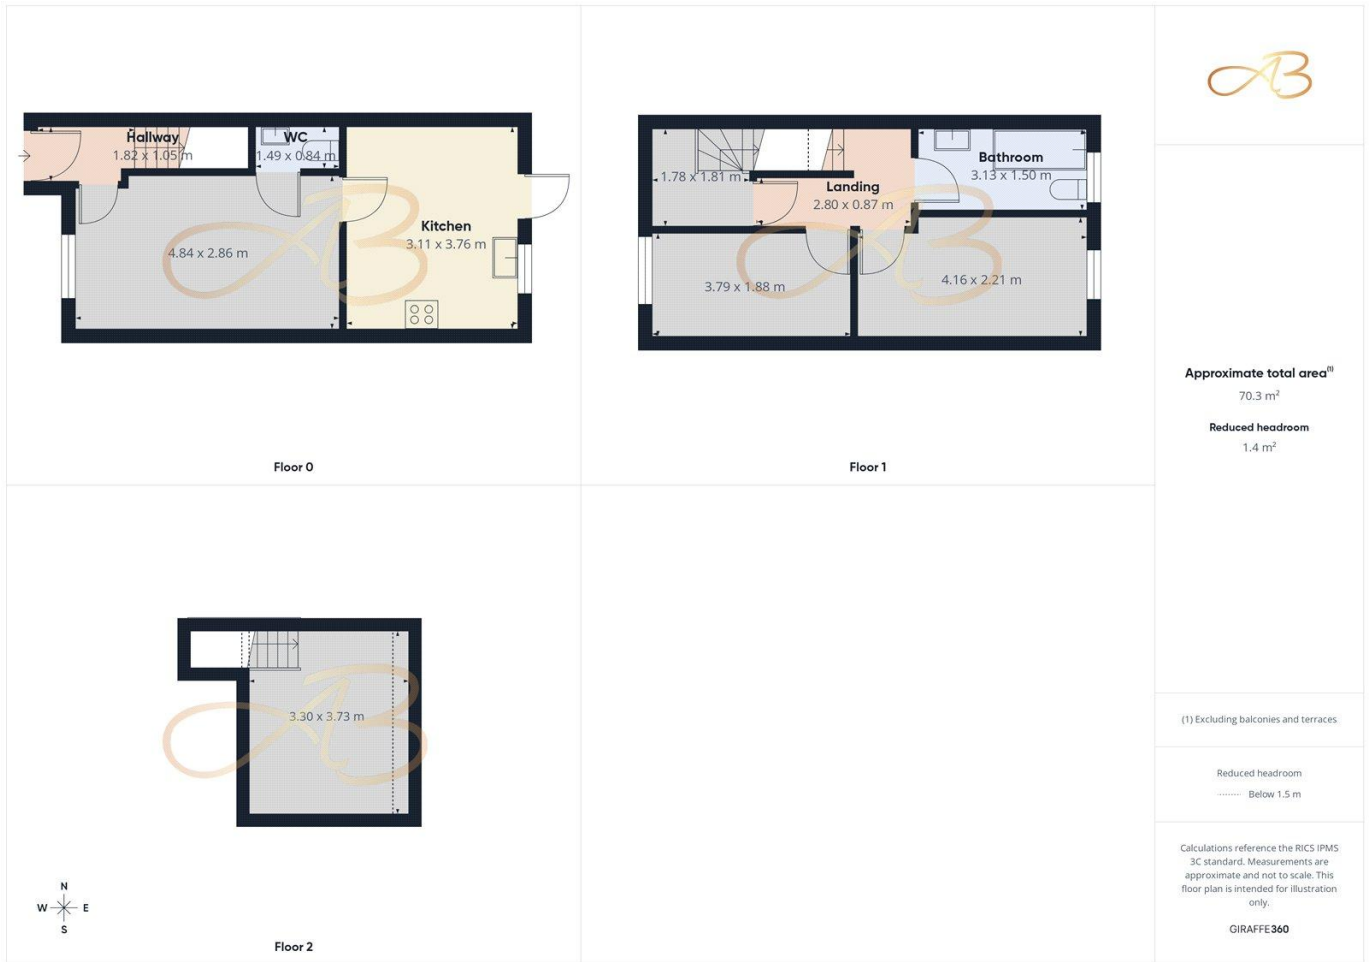 Hallway
1.82 x 1.05 m
WC
1.49 x 0.84 m
Kitchen
3.11 x 3.76 m
4.84 x 2.86 m
Floor 0
1.78 x 1.81 m
Landing
2.80 x 0.87 m
Bathroom
3.13 x 1.50 m
3.79 x 1.88 m
4.16 x 2.21 m
Floor 1
3.30 x 3.73 m
N
W E
S
Floor 2
AB
Approximate total area(1)
70.3 m²
Reduced headroom
1.4 m²
(1) Excluding balconies and terraces
Reduced headroom
Below 1.5 m
Calculations reference the RICS IPMS
3C standard. Measurements are
approximate and not to scale. This
floor plan is intended for illustration
only.
GIRAFFE360